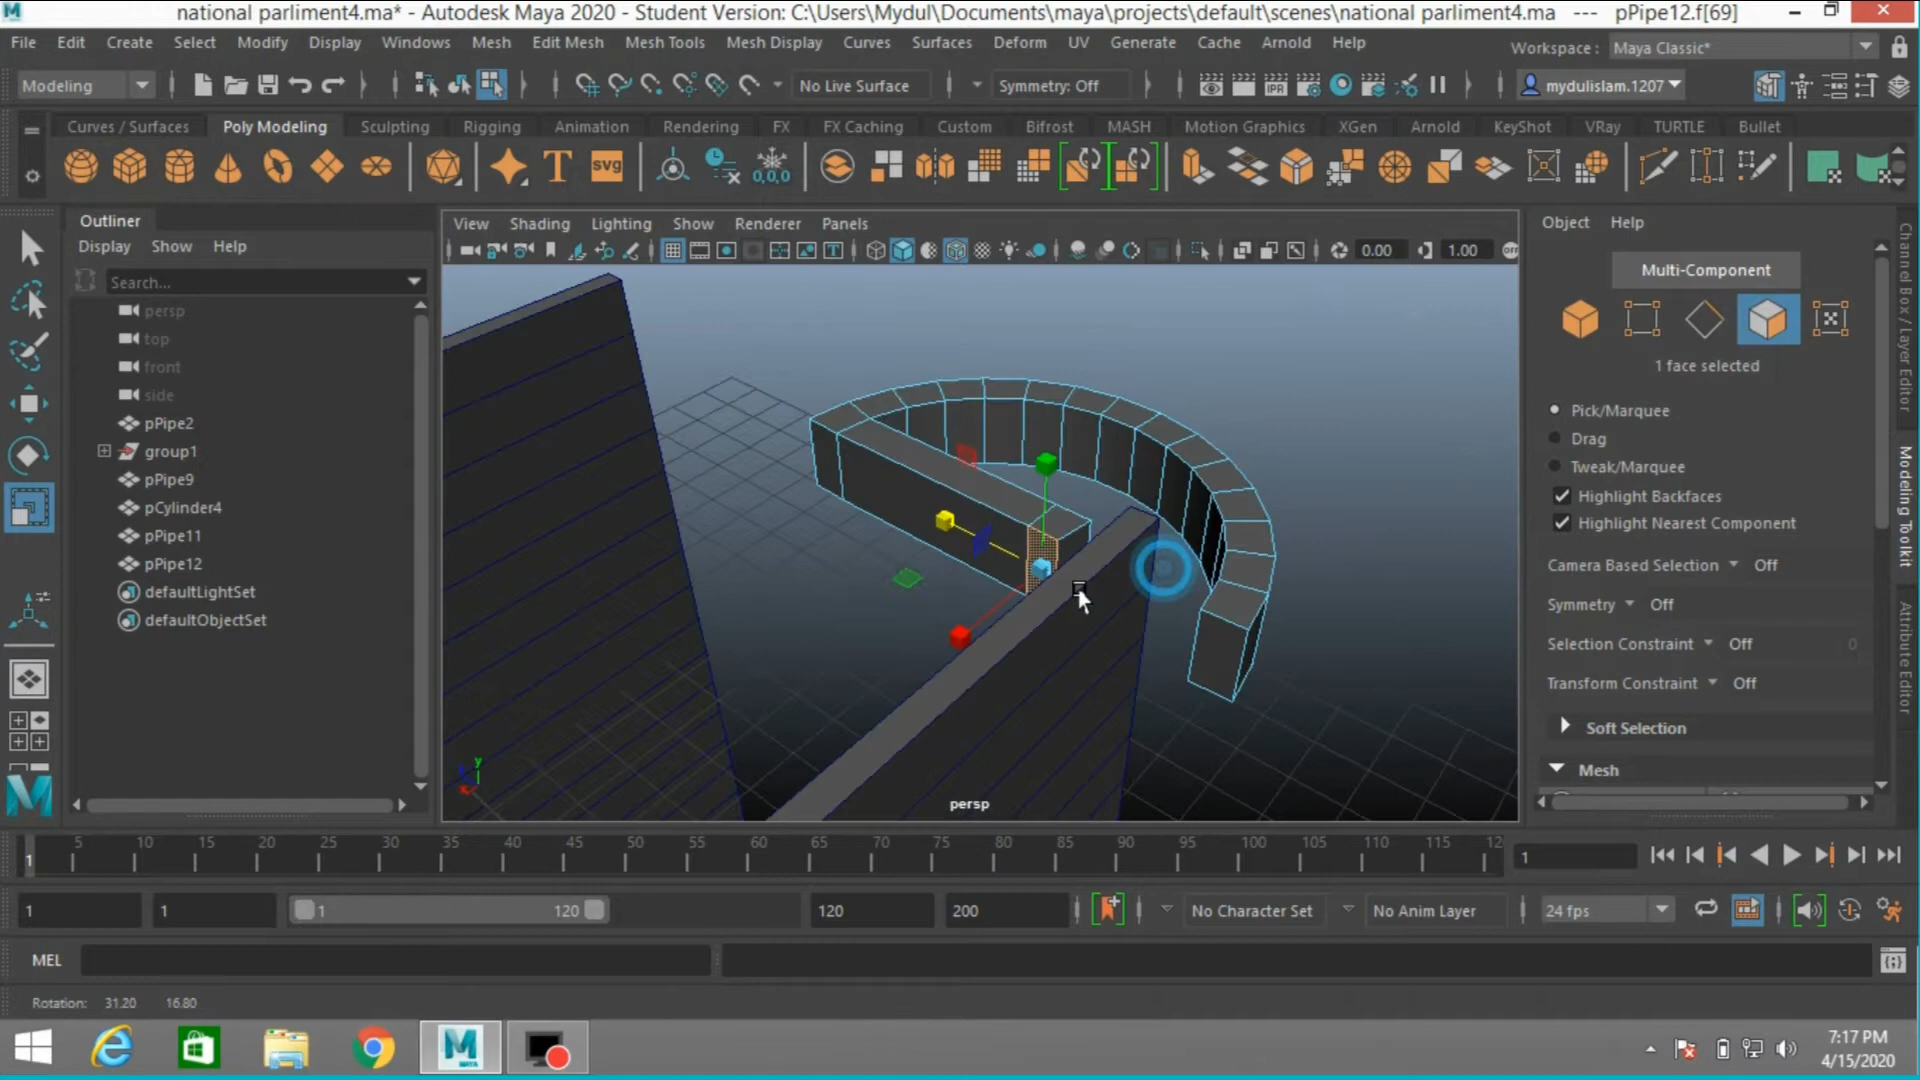 national parliment4.ma* - Autodesk Maya 2020 - Student Version: C:\Users\Mydul\Documents\maya\projects\default\scenes\national parliment4.ma --- pPipe12.f[69]
File Edit Create Select Modify Display Windows Mesh Edit Mesh Mesh Tools Mesh Display Curves Surfaces Deform UV Generate Cache Arnold Help
Workspace : Maya Classic*
Modeling
No Live Surface
Symmetry: Off
IPR
mydulislam.1207
Curves / Surfaces Poly Modeling Sculpting Rigging Animation Rendering FX FX Caching Custom Bifrost MASH Motion Graphics XGen Arnold KeyShot VRay TURTLE Bullet
T svg 0,0,0
Outliner
Display Show Help
Search...
persp
top
front
side
pPipe2
group1
pPipe9
pCylinder4
pPipe11
pPipe12
defaultLightSet
defaultObjectSet
View Shading Lighting Show Renderer Panels
0.00 1.00
y
persp
Object Help
Multi-Component
1 face selected
Pick/Marquee
Drag
Tweak/Marquee
Highlight Backfaces
Highlight Nearest Component
Camera Based Selection Off
Symmetry Off
Selection Constraint Off 0
Transform Constraint Off
Soft Selection
Mesh
Channel Box / Layer Editor
Modeling Toolkit
Attribute Editor
1 5 10 15 20 25 30 35 40 45 50 55 60 65 70 75 80 85 90 95 100 105 110 115 12
1
1 1 1 120 120 200
No Character Set
No Anim Layer
24 fps
MEL
Rotation: 31.20 16.80
MAYA
7:17 PM
4/15/2020